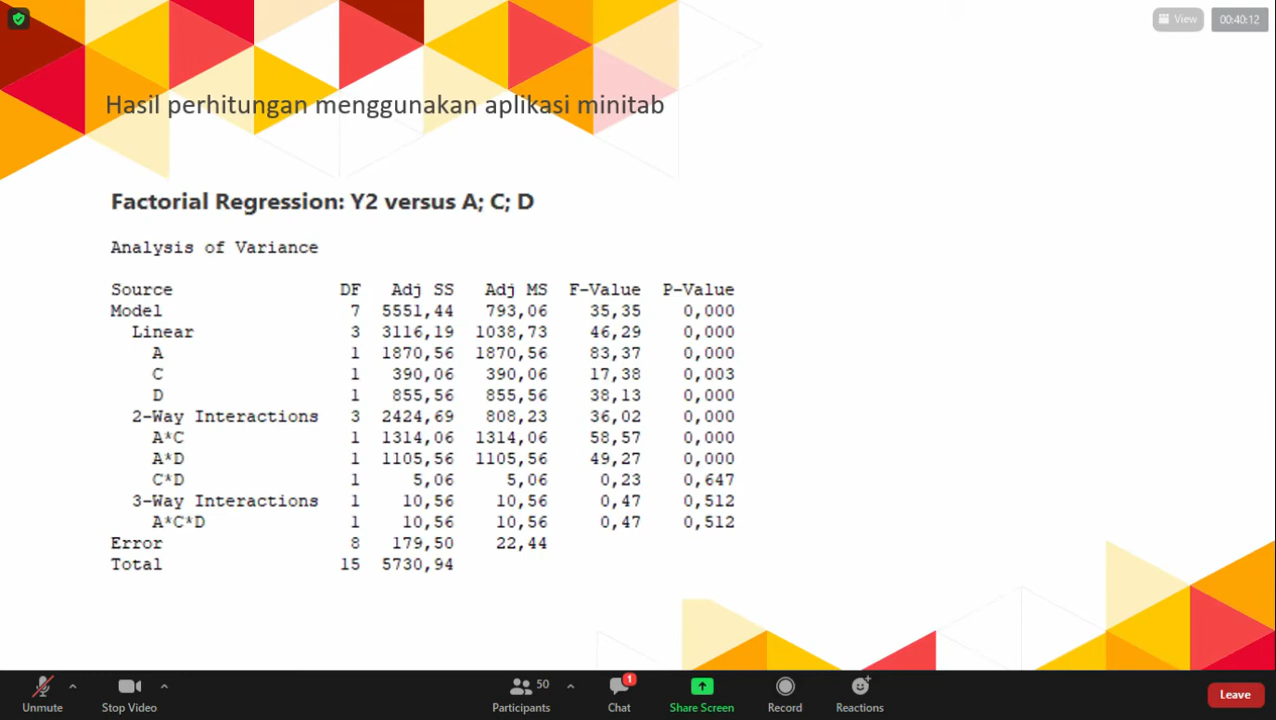 View 00:40:12
Hasil perhitungan menggunakan aplikasi minitab
Factorial Regression: Y2 versus A; C; D
Analysis of Variance
Source DF Adj SS Adj MS F-Value P-Value
Model 7 5551,44 793,06 35,35 0,000
Linear 3 3116,19 1038,73 46,29 0,000
A 1 1870,56 1870,56 83,37 0,000
C 1 390,06 390,06 17,38 0,003
D 1 855,56 855,56 38,13 0,000
2-Way Interactions 3 2424,69 808,23 36,02 0,000
A*C 1 1314,06 1314,06 58,57 0,000
A*D 1 1105,56 1105,56 49,27 0,000
C*D 1 5,06 5,06 0,23 0,647
3-Way Interactions 1 10,56 10,56 0,47 0,512
A*C*D 1 10,56 10,56 0,47 0,512
Error 8 179,50 22,44
Total 15 5730,94
50 1
Unmute Stop Video Participants Chat Share Screen Record Reactions Leave